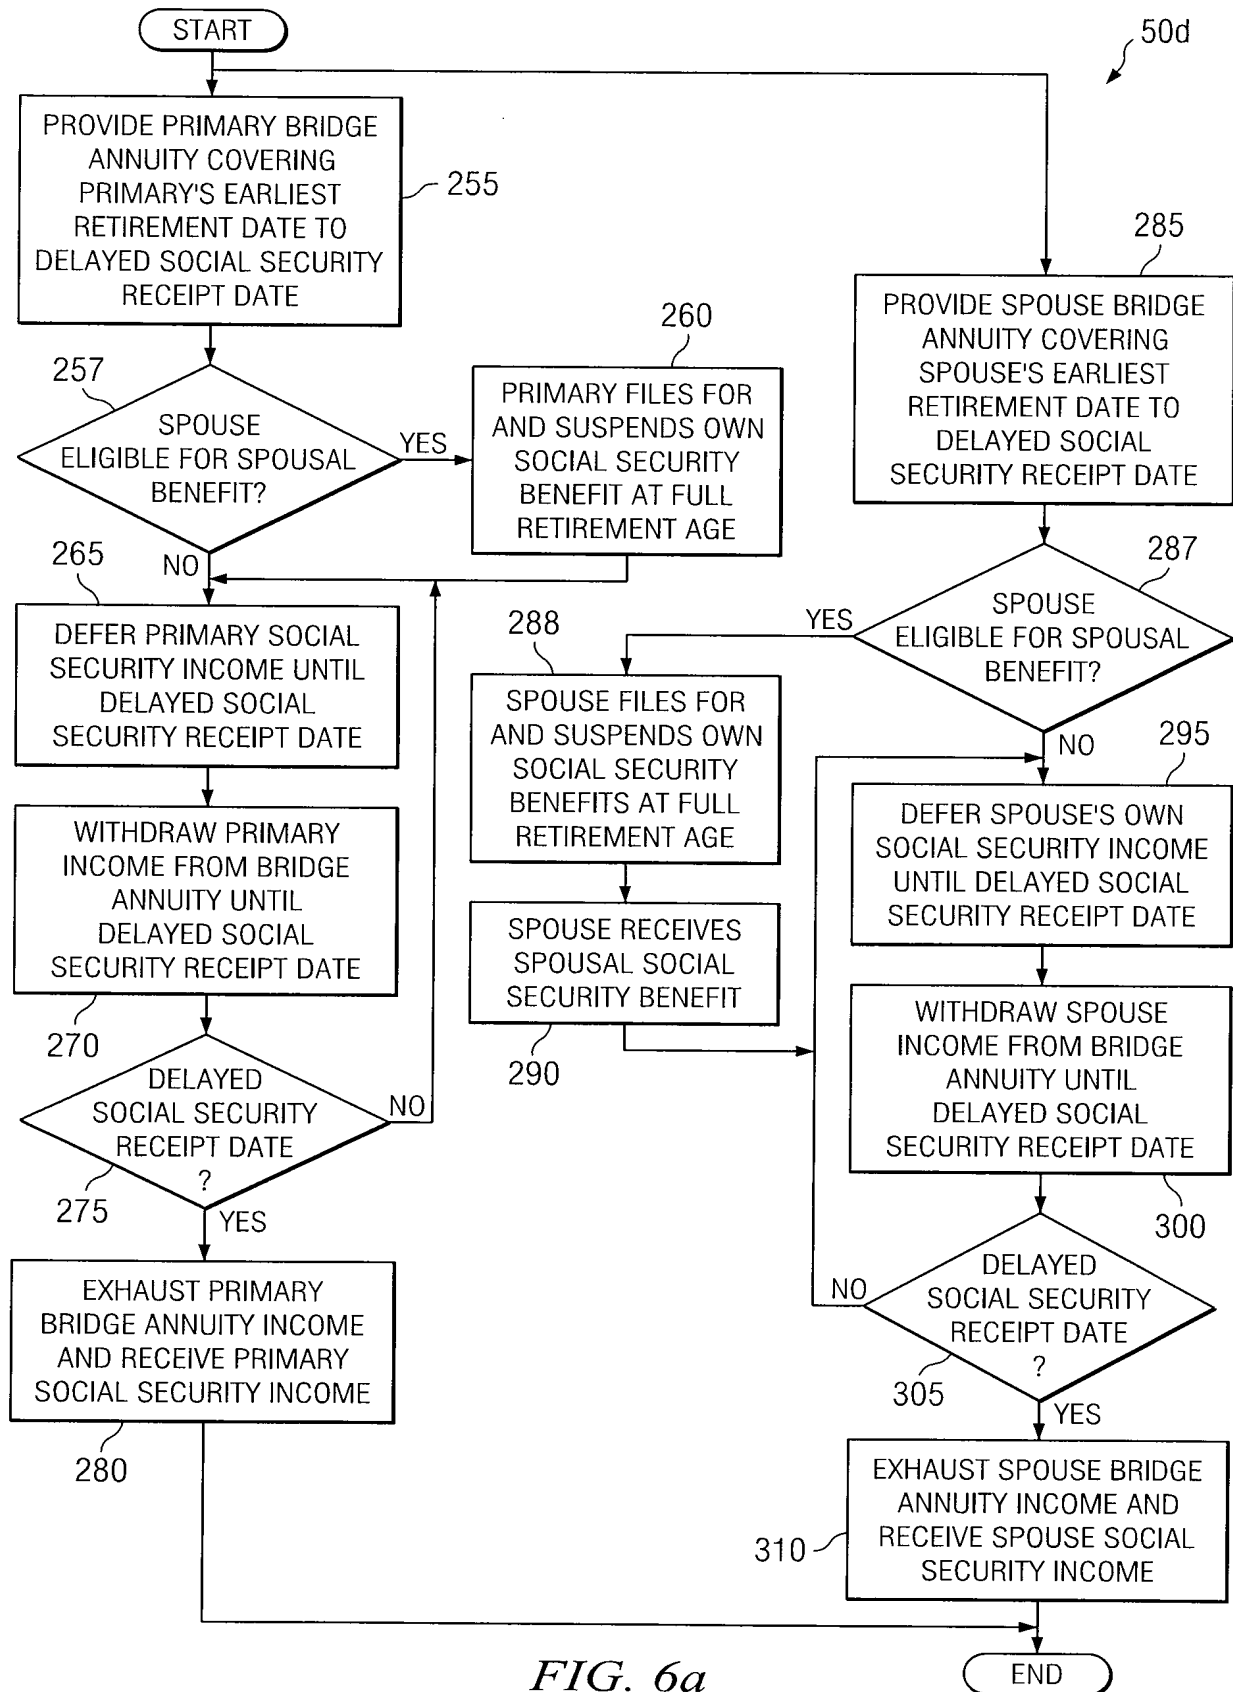 START
50d
PROVIDE PRIMARY BRIDGE
ANNUITY COVERING
PRIMARY'S EARLIEST
RETIREMENT DATE TO
DELAYED SOCIAL SECURITY
RECEIPT DATE
255
257
SPOUSE
ELIGIBLE FOR SPOUSAL
BENEFIT?
YES
NO
260
PRIMARY FILES FOR
AND SUSPENDS OWN
SOCIAL SECURITY
BENEFIT AT FULL
RETIREMENT AGE
265
DEFER PRIMARY SOCIAL
SECURITY INCOME UNTIL
DELAYED SOCIAL
SECURITY RECEIPT DATE
WITHDRAW PRIMARY
INCOME FROM BRIDGE
ANNUITY UNTIL
DELAYED SOCIAL
SECURITY RECEIPT DATE
270
DELAYED
SOCIAL SECURITY
RECEIPT DATE
?
NO
275
YES
EXHAUST PRIMARY
BRIDGE ANNUITY INCOME
AND RECEIVE PRIMARY
SOCIAL SECURITY INCOME
280
285
PROVIDE SPOUSE BRIDGE
ANNUITY COVERING
SPOUSE'S EARLIEST
RETIREMENT DATE TO
DELAYED SOCIAL
SECURITY RECEIPT DATE
287
SPOUSE
ELIGIBLE FOR SPOUSAL
BENEFIT?
YES
NO
288
SPOUSE FILES FOR
AND SUSPENDS OWN
SOCIAL SECURITY
BENEFITS AT FULL
RETIREMENT AGE
SPOUSE RECEIVES
SPOUSAL SOCIAL
SECURITY BENEFIT
290
295
DEFER SPOUSE'S OWN
SOCIAL SECURITY INCOME
UNTIL DELAYED SOCIAL
SECURITY RECEIPT DATE
WITHDRAW SPOUSE
INCOME FROM BRIDGE
ANNUITY UNTIL
DELAYED SOCIAL
SECURITY RECEIPT DATE
300
DELAYED
SOCIAL SECURITY
RECEIPT DATE
?
NO
305
YES
EXHAUST SPOUSE BRIDGE
ANNUITY INCOME AND
RECEIVE SPOUSE SOCIAL
SECURITY INCOME
310
END
FIG. 6a